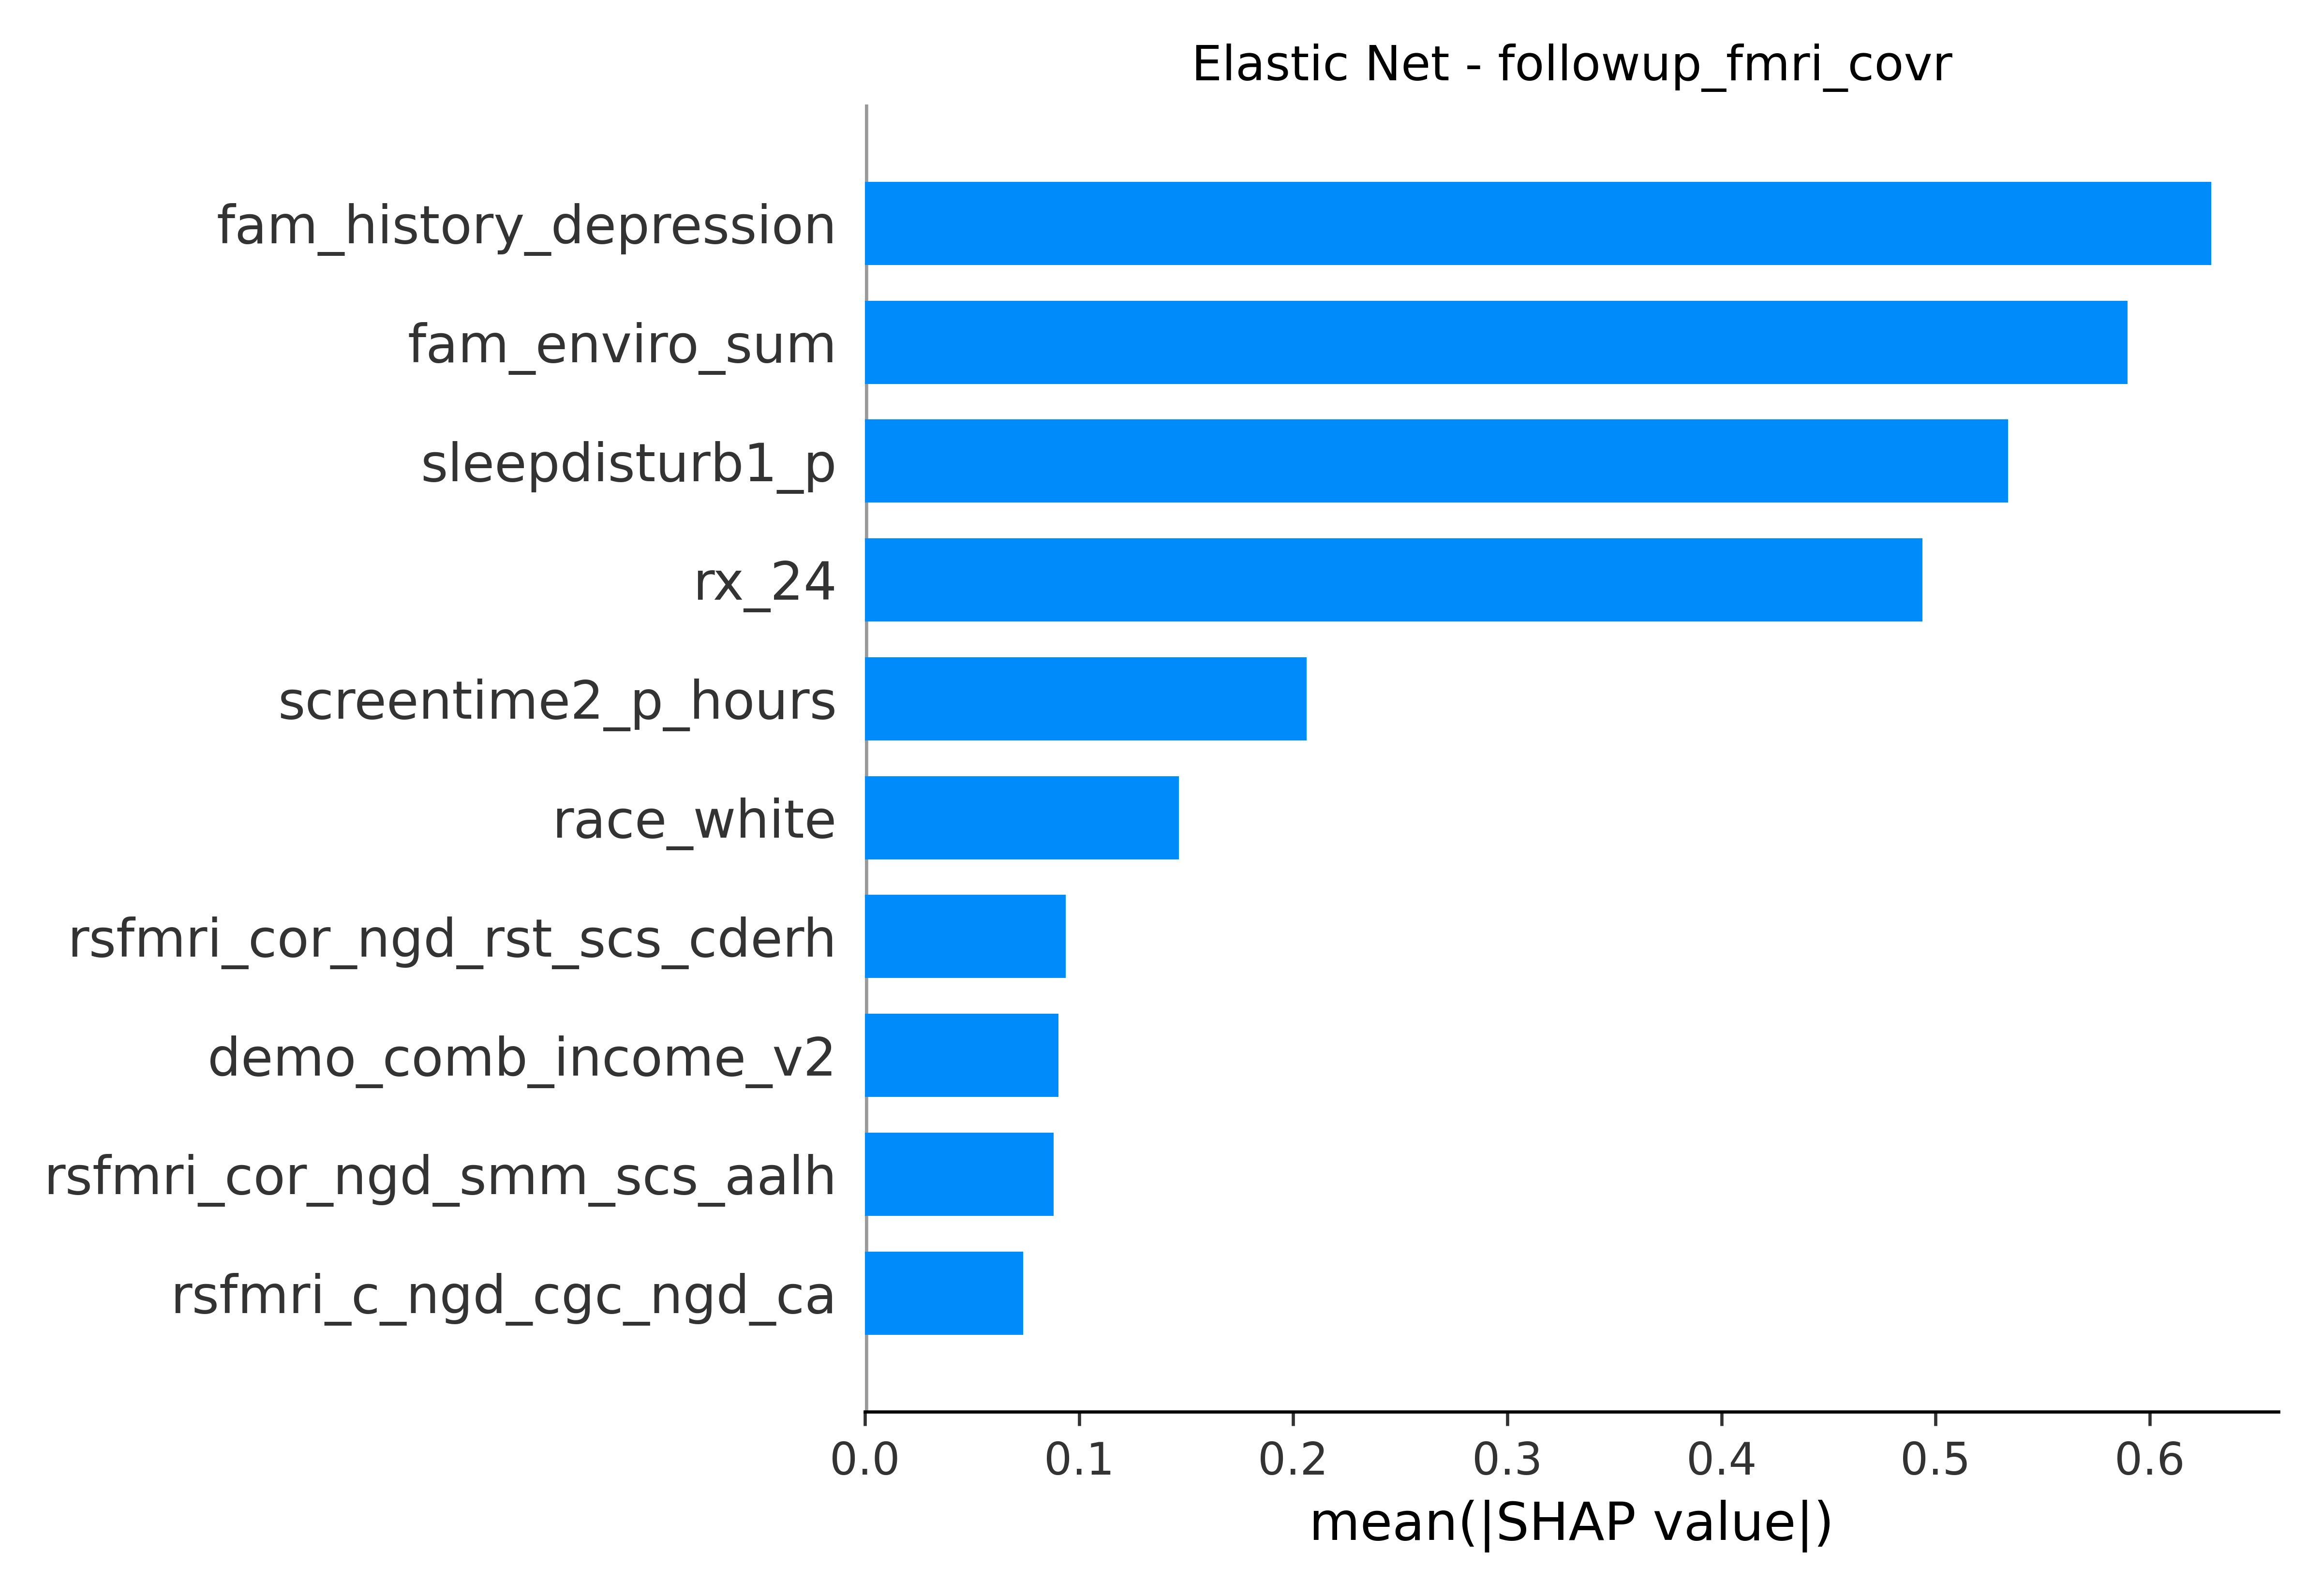 Elastic Net - followup_fmri_covr
fam_history_depression
fam_enviro_sum
sleepdisturb1_p
rx_24
screentime2_p_hours
race_white
rsfmri_cor_ngd_rst_scs_cderh
demo_comb_income_v2
rsfmri_cor_ngd_smm_scs_aalh
rsfmri_c_ngd_cgc_ngd_ca
0.0 0.1 0.2 0.3 0.4 0.5 0.6
mean(|SHAP value|)